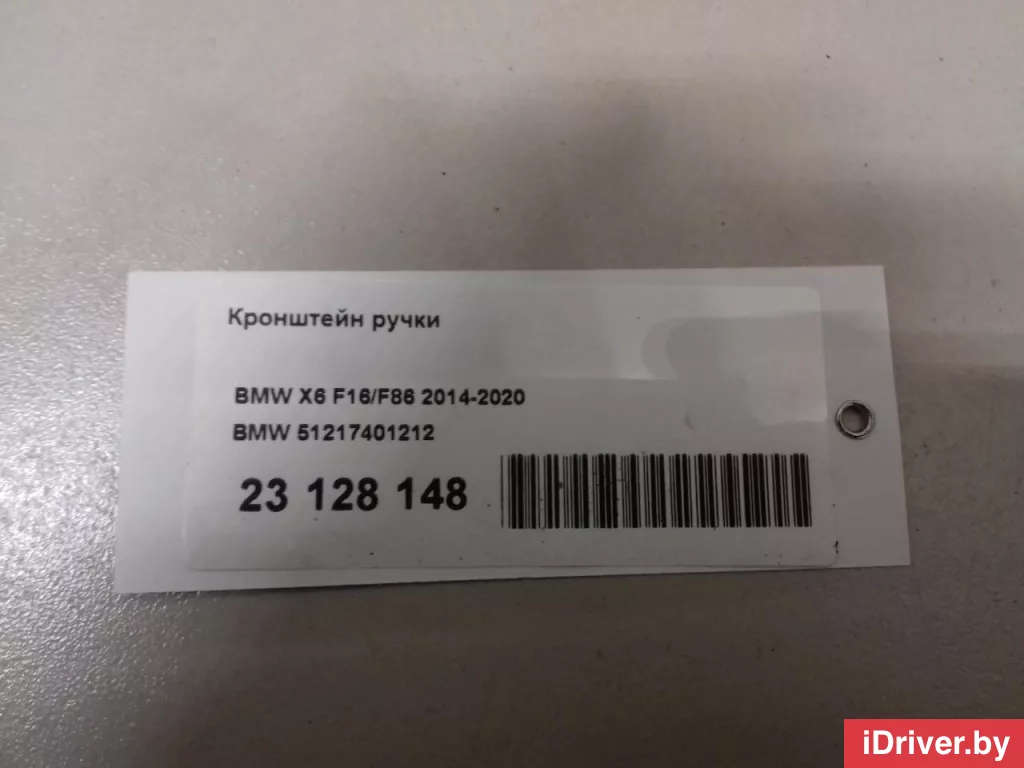 Кронштейн ручки
BMW X6 F16/F86 2014-2020
BMW 51217401212
23 128 148
iDriver.by